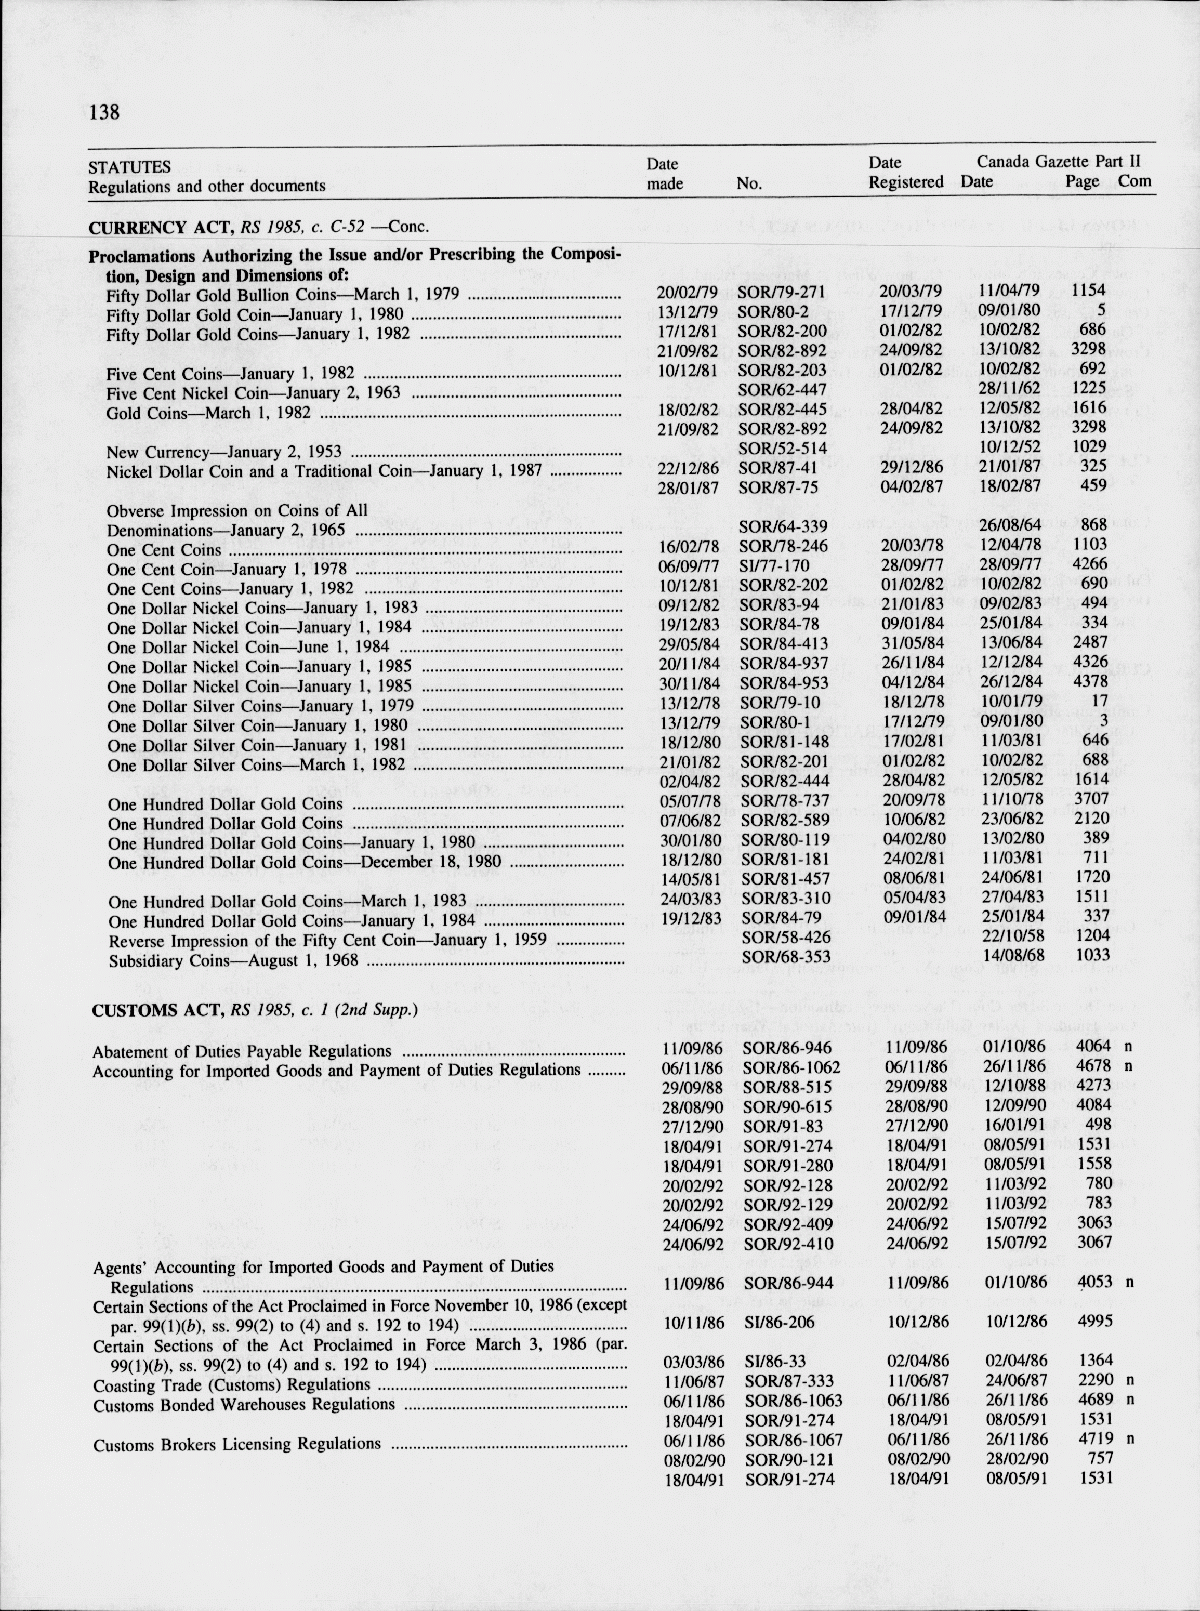 138
STATUTES Date Date Canada Gazette Part II
Regulations and other documents made No. Registered Date Page Com
CURRENCY ACT, RS 1985, c. C-52 —Conc.
Proclamations Authorizing the Issue and/or Prescribing the Composi-
tion, Design and Dimensions of:
Fifty Dollar Gold Bullion Coins—March 1, 1979 ........ 20/02/79 SOR/79-271 20/03/79 11/04/79 1154
Fifty Dollar Gold Coin—January 1, 1980 ........ 13/12/79 SOR/80-2 17/12/79 09/01/80 5
Fifty Dollar Gold Coins—January 1, 1982 ........ 17/12/81 SOR/82-200 01/02/82 10/02/82 686
21/09/82 SOR/82-892 24/09/82 13/10/82 3298
Five Cent Coins—January 1, 1982 ........ 10/12/81 SOR/82-203 01/02/82 10/02/82 692
Five Cent Nickel Coin—January 2, 1963 ........ SOR/62-447 28/11/62 1225
Gold Coins—March 1, 1982 ........ 18/02/82 SOR/82-445 28/04/82 12/05/82 1616
21/09/82 SOR/82-892 24/09/82 13/10/82 3298
New Currency—January 2, 1953 ........ SOR/52-514 10/12/52 1029
Nickel Dollar Coin and a Traditional Coin—January 1, 1987 ........ 22/12/86 SOR/87-41 29/12/86 21/01/87 325
28/01/87 SOR/87-75 04/02/87 18/02/87 459
Obverse Impression on Coins of All
Denominations—January 2, 1965 ........ SOR/64-339 26/08/64 868
One Cent Coins ........ 16/02/78 SOR/78-246 20/03/78 12/04/78 1103
One Cent Coin—January 1, 1978 ........ 06/09/77 SI/77-170 28/09/77 28/09/77 4266
One Cent Coins—January 1, 1982 ........ 10/12/81 SOR/82-202 01/02/82 10/02/82 690
One Dollar Nickel Coins—January 1, 1983 ........ 09/12/82 SOR/83-94 21/01/83 09/02/83 494
One Dollar Nickel Coin—January 1, 1984 ........ 19/12/83 SOR/84-78 09/01/84 25/01/84 334
One Dollar Nickel Coin—June 1, 1984 ........ 29/05/84 SOR/84-413 31/05/84 13/06/84 2487
One Dollar Nickel Coin—January 1, 1985 ........ 20/11/84 SOR/84-937 26/11/84 12/12/84 4326
One Dollar Nickel Coin—January 1, 1985 ........ 30/11/84 SOR/84-953 04/12/84 26/12/84 4378
One Dollar Silver Coins—January 1, 1979 ........ 13/12/78 SOR/79-10 18/12/78 10/01/79 17
One Dollar Silver Coin—January 1, 1980 ........ 13/12/79 SOR/80-1 17/12/79 09/01/80 3
One Dollar Silver Coin—January 1, 1981 ........ 18/12/80 SOR/81-148 17/02/81 11/03/81 646
One Dollar Silver Coins—March 1, 1982 ........ 21/01/82 SOR/82-201 01/02/82 10/02/82 688
02/04/82 SOR/82-444 28/04/82 12/05/82 1614
One Hundred Dollar Gold Coins ........ 05/07/78 SOR/78-737 20/09/78 11/10/78 3707
One Hundred Dollar Gold Coins ........ 07/06/82 SOR/82-589 10/06/82 23/06/82 2120
One Hundred Dollar Gold Coins—January 1, 1980 ........ 30/01/80 SOR/80-119 04/02/80 13/02/80 389
One Hundred Dollar Gold Coins—December 18, 1980 ........ 18/12/80 SOR/81-181 24/02/81 11/03/81 711
14/05/81 SOR/81-457 08/06/81 24/06/81 1720
One Hundred Dollar Gold Coins—March 1, 1983 ........ 24/03/83 SOR/83-310 05/04/83 27/04/83 1511
One Hundred Dollar Gold Coins—January 1, 1984 ........ 19/12/83 SOR/84-79 09/01/84 25/01/84 337
Reverse Impression of the Fifty Cent Coin—January 1, 1959 ........ SOR/58-426 22/10/58 1204
Subsidiary Coins—August 1, 1968 ........ SOR/68-353 14/08/68 1033
CUSTOMS ACT, RS 1985, c. 1 (2nd Supp.)
Abatement of Duties Payable Regulations ........ 11/09/86 SOR/86-946 11/09/86 01/10/86 4064 n
Accounting for Imported Goods and Payment of Duties Regulations ........ 06/11/86 SOR/86-1062 06/11/86 26/11/86 4678 n
29/09/88 SOR/88-515 29/09/88 12/10/88 4273
28/08/90 SOR/90-615 28/08/90 12/09/90 4084
27/12/90 SOR/91-83 27/12/90 16/01/91 498
18/04/91 SOR/91-274 18/04/91 08/05/91 1531
18/04/91 SOR/91-280 18/04/91 08/05/91 1558
20/02/92 SOR/92-128 20/02/92 11/03/92 780
20/02/92 SOR/92-129 20/02/92 11/03/92 783
24/06/92 SOR/92-409 24/06/92 15/07/92 3063
24/06/92 SOR/92-410 24/06/92 15/07/92 3067
Agents' Accounting for Imported Goods and Payment of Duties
Regulations ........ 11/09/86 SOR/86-944 11/09/86 01/10/86 4053 n
Certain Sections of the Act Proclaimed in Force November 10, 1986 (except
par. 99(1)(b), ss. 99(2) to (4) and s. 192 to 194) ........ 10/11/86 SI/86-206 10/12/86 10/12/86 4995
Certain Sections of the Act Proclaimed in Force March 3, 1986 (par.
99(1)(b), ss. 99(2) to (4) and s. 192 to 194) ........ 03/03/86 SI/86-33 02/04/86 02/04/86 1364
Coasting Trade (Customs) Regulations ........ 11/06/87 SOR/87-333 11/06/87 24/06/87 2290 n
Customs Bonded Warehouses Regulations ........ 06/11/86 SOR/86-1063 06/11/86 26/11/86 4689 n
18/04/91 SOR/91-274 18/04/91 08/05/91 1531
Customs Brokers Licensing Regulations ........ 06/11/86 SOR/86-1067 06/11/86 26/11/86 4719 n
08/02/90 SOR/90-121 08/02/90 28/02/90 757
18/04/91 SOR/91-274 18/04/91 08/05/91 1531